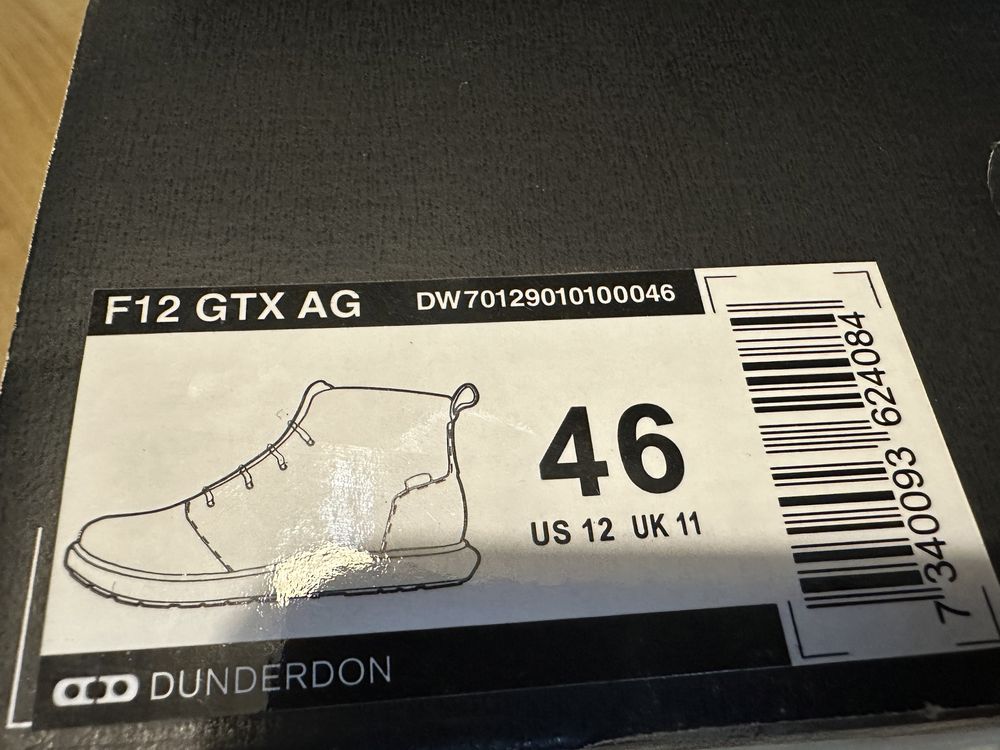 F12 GTX AG DW70129010100046
46
US 12 UK 11
7 340093 624084
DUNDERDON